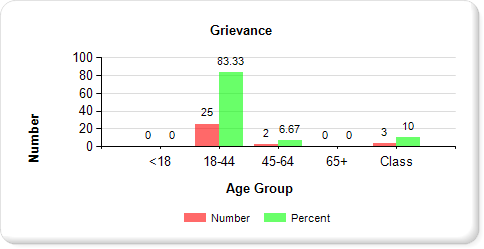 Grievance
83.33
100
80
60
40
20
0
25
0 0
2 6.67
0 0
3 10
Number
<18 18-44 45-64 65+ Class
Age Group
Number Percent